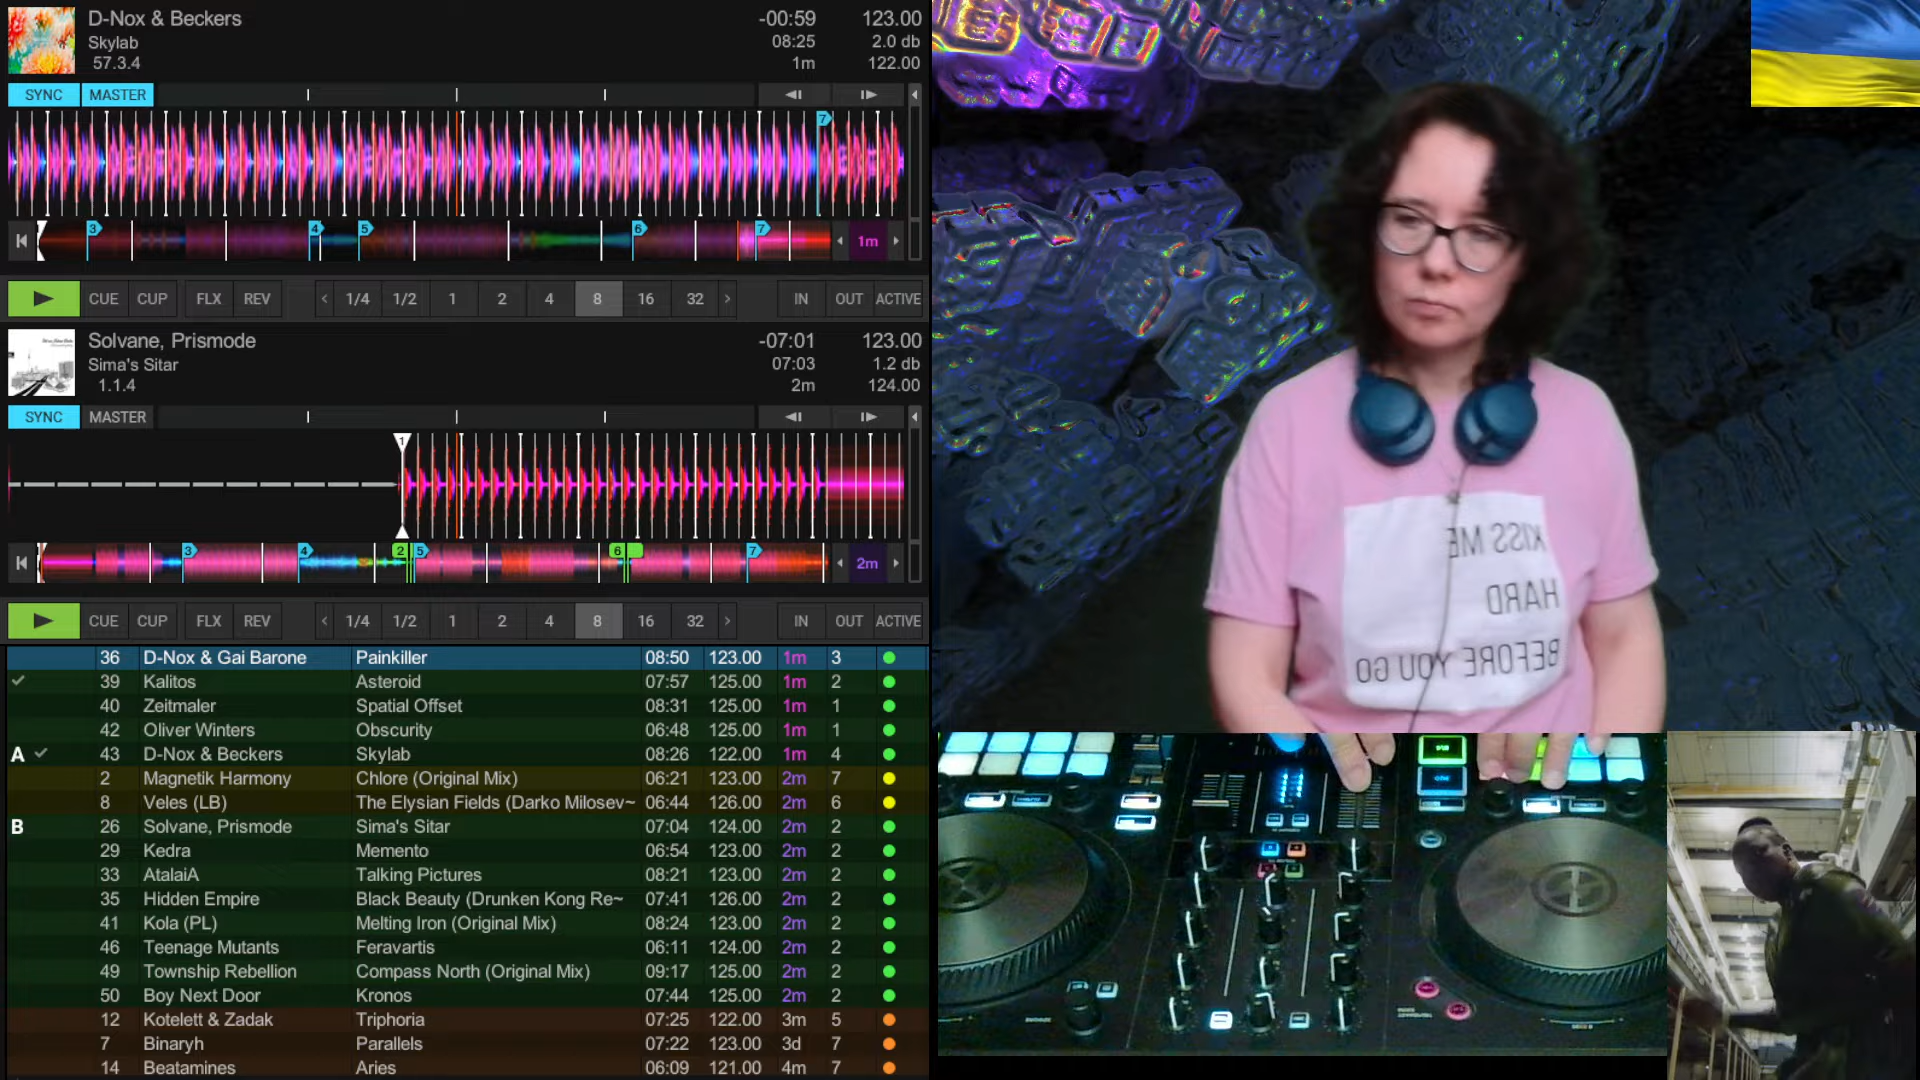 D-Nox & Beckers -00:59 123.00
Skylab 08:25 2.0 db
57.3.4 1m 122.00
SYNC MASTER
7
3 4 5 6 7 1m
CUE CUP FLX REV < 1/4 1/2 1 2 4 8 16 32 > IN OUT ACTIVE
Solvane, Prismode -07:01 123.00
Sima's Sitar 07:03 1.2 db
1.1.4 2m 124.00
SYNC MASTER
1
3 4 2 5 6 7 2m
CUE CUP FLX REV < 1/4 1/2 1 2 4 8 16 32 > IN OUT ACTIVE
36 D-Nox & Gai Barone Painkiller 08:50 123.00 1m 3
39 Kalitos Asteroid 07:57 125.00 1m 2
40 Zeitmaler Spatial Offset 08:31 125.00 1m 1
42 Oliver Winters Obscurity 06:48 125.00 1m 1
A 43 D-Nox & Beckers Skylab 08:26 122.00 1m 4
2 Magnetik Harmony Chlore (Original Mix) 06:21 123.00 2m 7
8 Veles (LB) The Elysian Fields (Darko Milosev~ 06:44 126.00 2m 6
B 26 Solvane, Prismode Sima's Sitar 07:04 124.00 2m 2
29 Kedra Memento 06:54 123.00 2m 2
33 AtalaiA Talking Pictures 08:21 123.00 2m 2
35 Hidden Empire Black Beauty (Drunken Kong Re~ 07:41 126.00 2m 2
41 Kola (PL) Melting Iron (Original Mix) 08:24 123.00 2m 2
46 Teenage Mutants Feravartis 06:11 124.00 2m 2
49 Township Rebellion Compass North (Original Mix) 09:17 125.00 2m 2
50 Boy Next Door Kronos 07:44 125.00 2m 2
12 Kotelett & Zadak Triphoria 07:25 122.00 3m 5
7 Binaryh Parallels 07:22 123.00 3d 7
14 Beatamines Aries 06:09 121.00 4m 7
KISS ME
HARD
BEFORE YOU GO